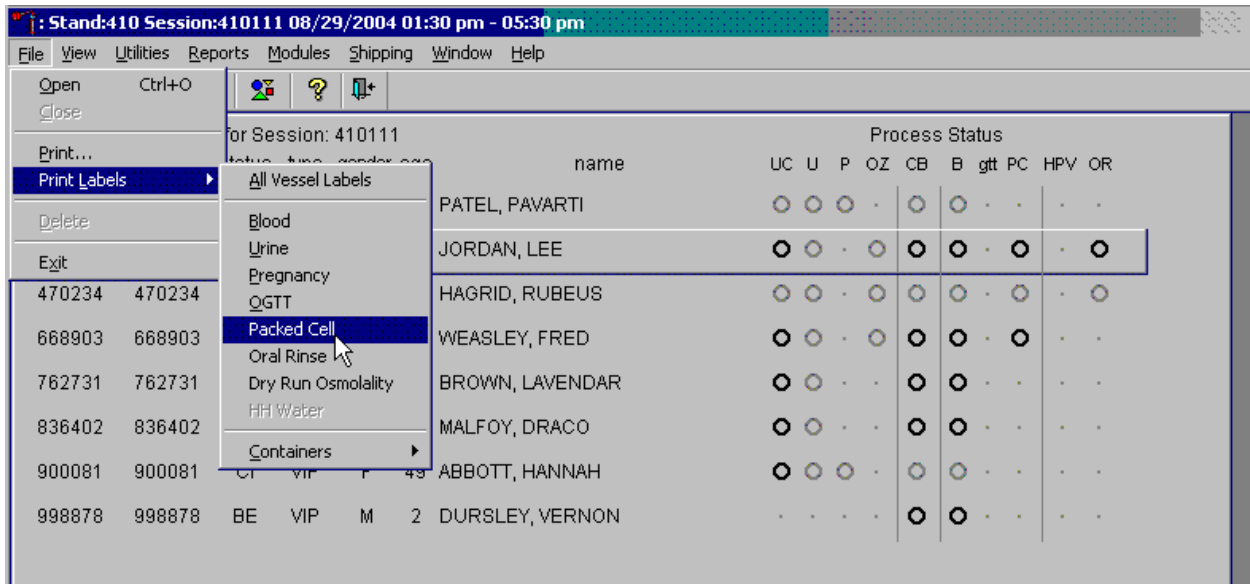 : Stand:410 Session:410111 08/29/2004 01:30 pm - 05:30 pm
File View Utilities Reports Modules Shipping Window Help
Open Ctrl+O
Close
Print...
Print Labels
Delete
Exit
All Vessel Labels
Blood
Urine
Pregnancy
OGTT
Packed Cell
Oral Rinse
Dry Run Osmolality
HH Water
Containers
for Session: 410111 Process Status
name UC U P OZ CB B gtt PC HPV OR
PATEL, PAVARTI
JORDAN, LEE
470234 470234 HAGRID, RUBEUS
668903 668903 WEASLEY, FRED
762731 762731 BROWN, LAVENDAR
836402 836402 MALFOY, DRACO
900081 900081 VIP F 49 ABBOTT, HANNAH
998878 998878 BE VIP M 2 DURSLEY, VERNON